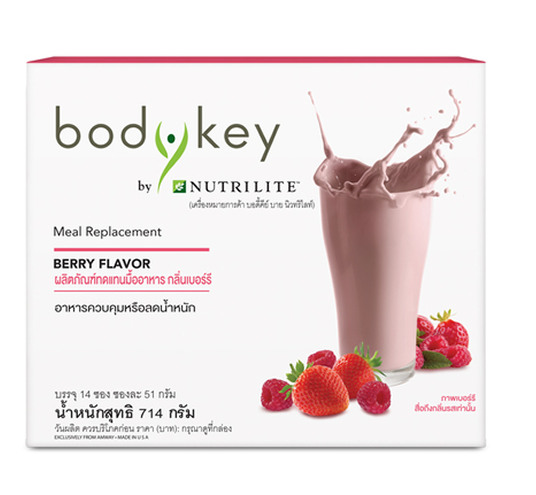 bodykey
by NUTRILITE™
(เครื่องหมายการค้า บอดี้คีย์ บาย นิวทริไลท์)
Meal Replacement
BERRY FLAVOR
ผลิตภัณฑ์ทดแทนมื้ออาหาร กลิ่นเบอร์รี
อาหารควบคุมหรือลดน้ำหนัก
บรรจุ 14 ซอง ซองละ 51 กรัม
น้ำหนักสุทธิ 714 กรัม
วันผลิต ควรบริโภคก่อน ราคา (บาท): กรุณาดูที่กล่อง
EXCLUSIVELY FROM AMWAY • MADE IN U S A
ภาพเบอร์รี
สื่อถึงกลิ่นรสเท่านั้น